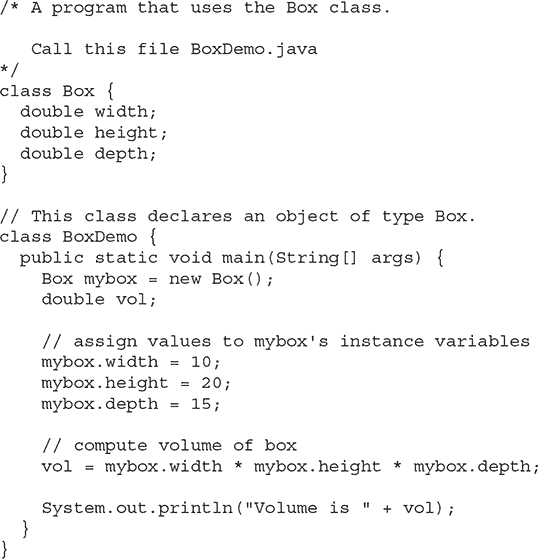 /* A program that uses the Box class.

   Call this file BoxDemo.java
*/
class Box {
  double width;
  double height;
  double depth;
}

// This class declares an object of type Box.
class BoxDemo {
  public static void main(String[] args) {
    Box mybox = new Box();
    double vol;

    // assign values to mybox's instance variables
    mybox.width = 10;
    mybox.height = 20;
    mybox.depth = 15;

    // compute volume of box
    vol = mybox.width * mybox.height * mybox.depth;

    System.out.println("Volume is " + vol);
  }
}